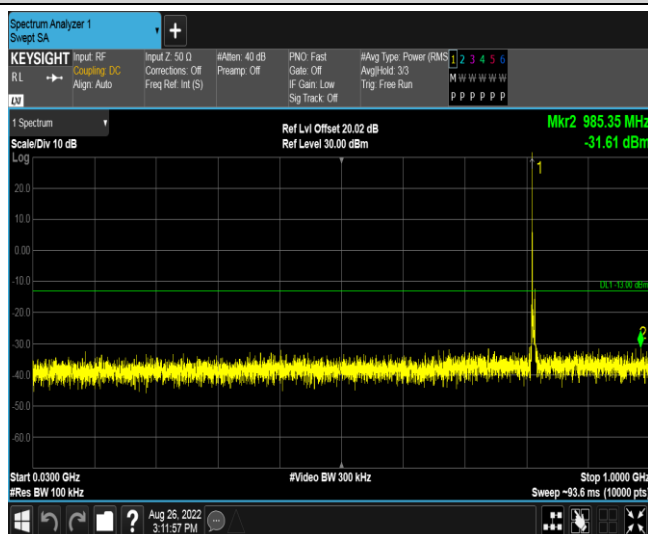 Spectrum Analyzer 1
Swept SA
+
KEYSIGHT
RL
LXI
Input: RF
Coupling: DC
Align: Auto
Input Z: 50 Ω
Corrections: Off
Freq Ref: Int (S)
#Atten: 40 dB
Preamp: Off
PNO: Fast
Gate: Off
IF Gain: Low
Sig Track: Off
#Avg Type: Power (RMS
Avg|Hold: 3/3
Trig: Free Run
1 2 3 4 5 6
M W W W W W
P P P P P P
1 Spectrum
Scale/Div 10 dB
Ref Lvl Offset 20.02 dB
Ref Level 30.00 dBm
Mkr2 985.35 MHz
-31.61 dBm
Log
1
20.0
10.0
0.00
-10.0
DL1 -13.00 dBm
-20.0
-30.0
2
-40.0
-50.0
-60.0
Start 0.0300 GHz
#Res BW 100 kHz
#Video BW 300 kHz
Stop 1.0000 GHz
Sweep ~93.6 ms (10000 pts)
?
Aug 26, 2022
3:11:57 PM